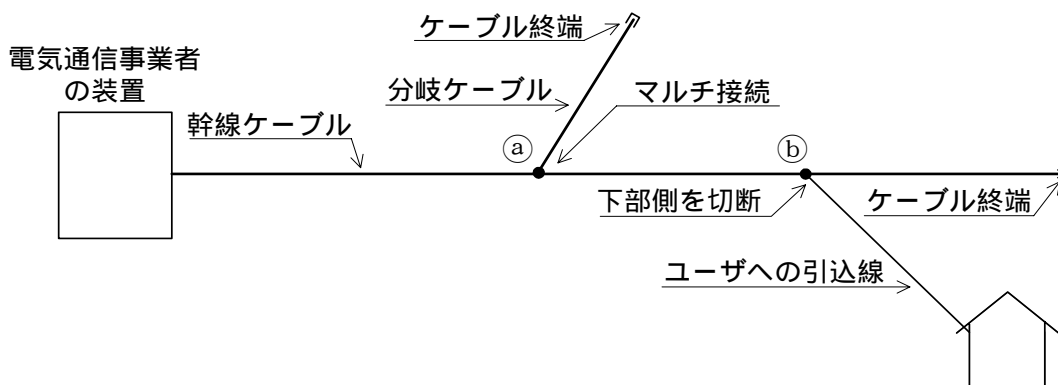 ケーブル終端
電気通信事業者
の装置
分岐ケーブル
マルチ接続
幹線ケーブル
ⓐ
ⓑ
下部側を切断
ケーブル終端
ユーザへの引込線